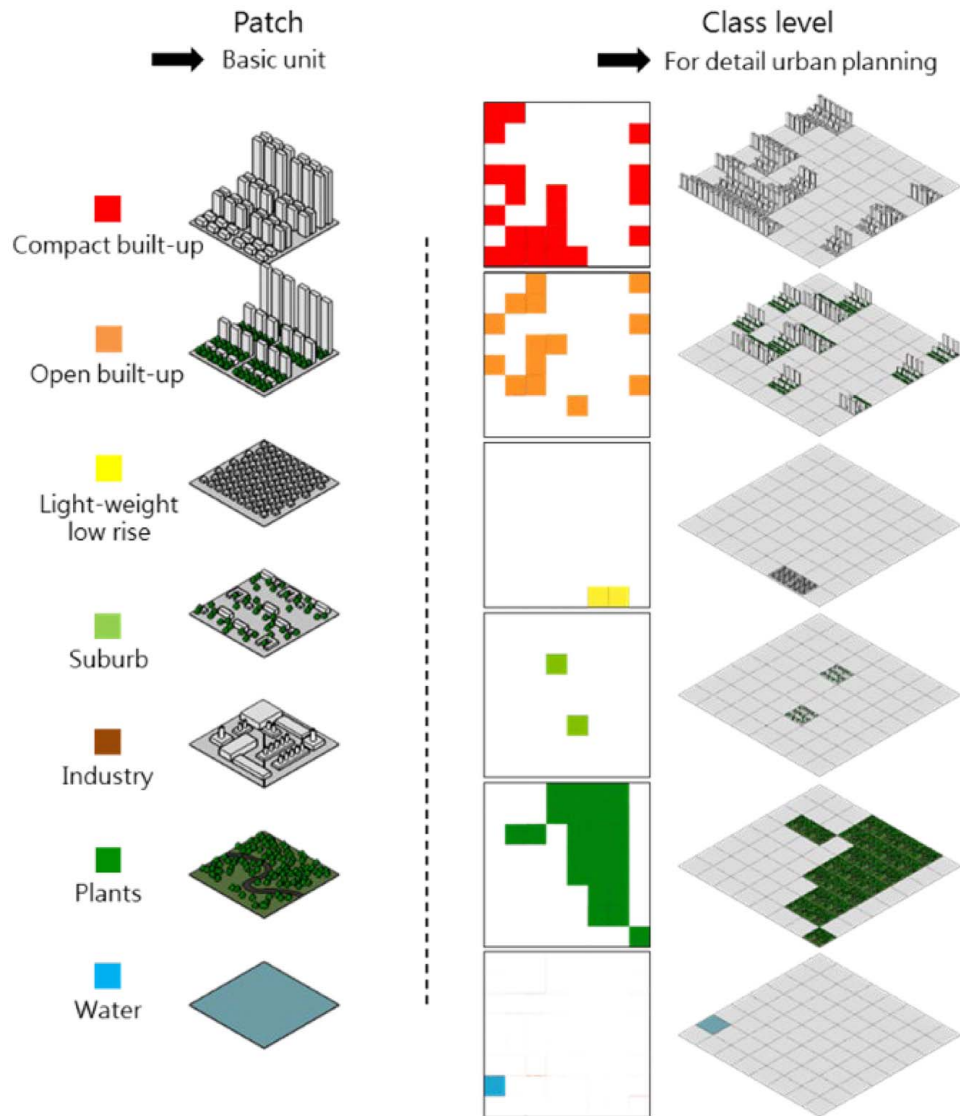 Patch
Basic unit
Class level
For detail urban planning
Compact built-up
Open built-up
Light-weight
low rise
Suburb
Industry
Plants
Water